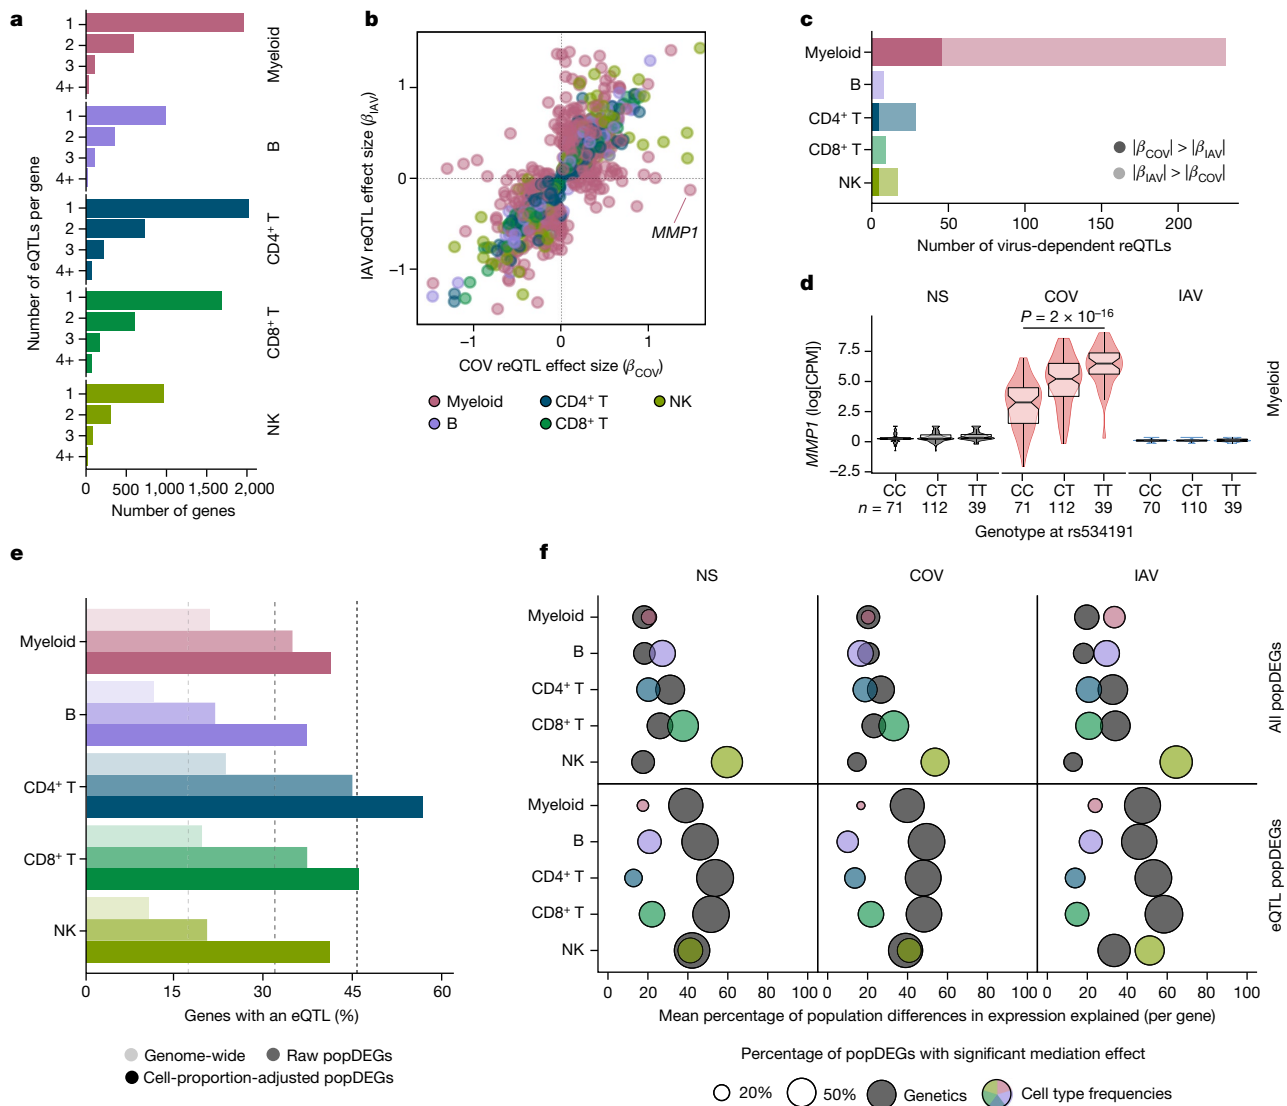 a
Number of eQTLs per gene
1
2
3
4+
Myeloid
1
2
3
4+
B
1
2
3
4+
CD4⁺ T
1
2
3
4+
CD8⁺ T
1
2
3
4+
NK
0 500 1,000 1,500 2,000
Number of genes
b
IAV reQTL effect size (βIAV)
1
0
−1
MMP1
−1 0 1
COV reQTL effect size (βCOV)
Myeloid CD4⁺ T NK
B CD8⁺ T
c
Myeloid
B
CD4⁺ T
CD8⁺ T
NK
|βCOV| > |βIAV|
|βIAV| > |βCOV|
0 50 100 150 200
Number of virus-dependent reQTLs
d
NS COV IAV
P = 2 × 10⁻¹⁶
MMP1 (log[CPM])
7.5
5.0
2.5
0
−2.5
Myeloid
CC CT TT CC CT TT CC CT TT
n = 71 112 39 71 112 39 70 110 39
Genotype at rs534191
e
Myeloid
B
CD4⁺ T
CD8⁺ T
NK
0 15 30 45 60
Genes with an eQTL (%)
Genome-wide Raw popDEGs
Cell-proportion-adjusted popDEGs
f
NS COV IAV
Myeloid
B
CD4⁺ T
CD8⁺ T
NK
All popDEGs
Myeloid
B
CD4⁺ T
CD8⁺ T
NK
eQTL popDEGs
0 20 40 60 80 100 0 20 40 60 80 100 0 20 40 60 80 100
Mean percentage of population differences in expression explained (per gene)
Percentage of popDEGs with significant mediation effect
20% 50% Genetics Cell type frequencies